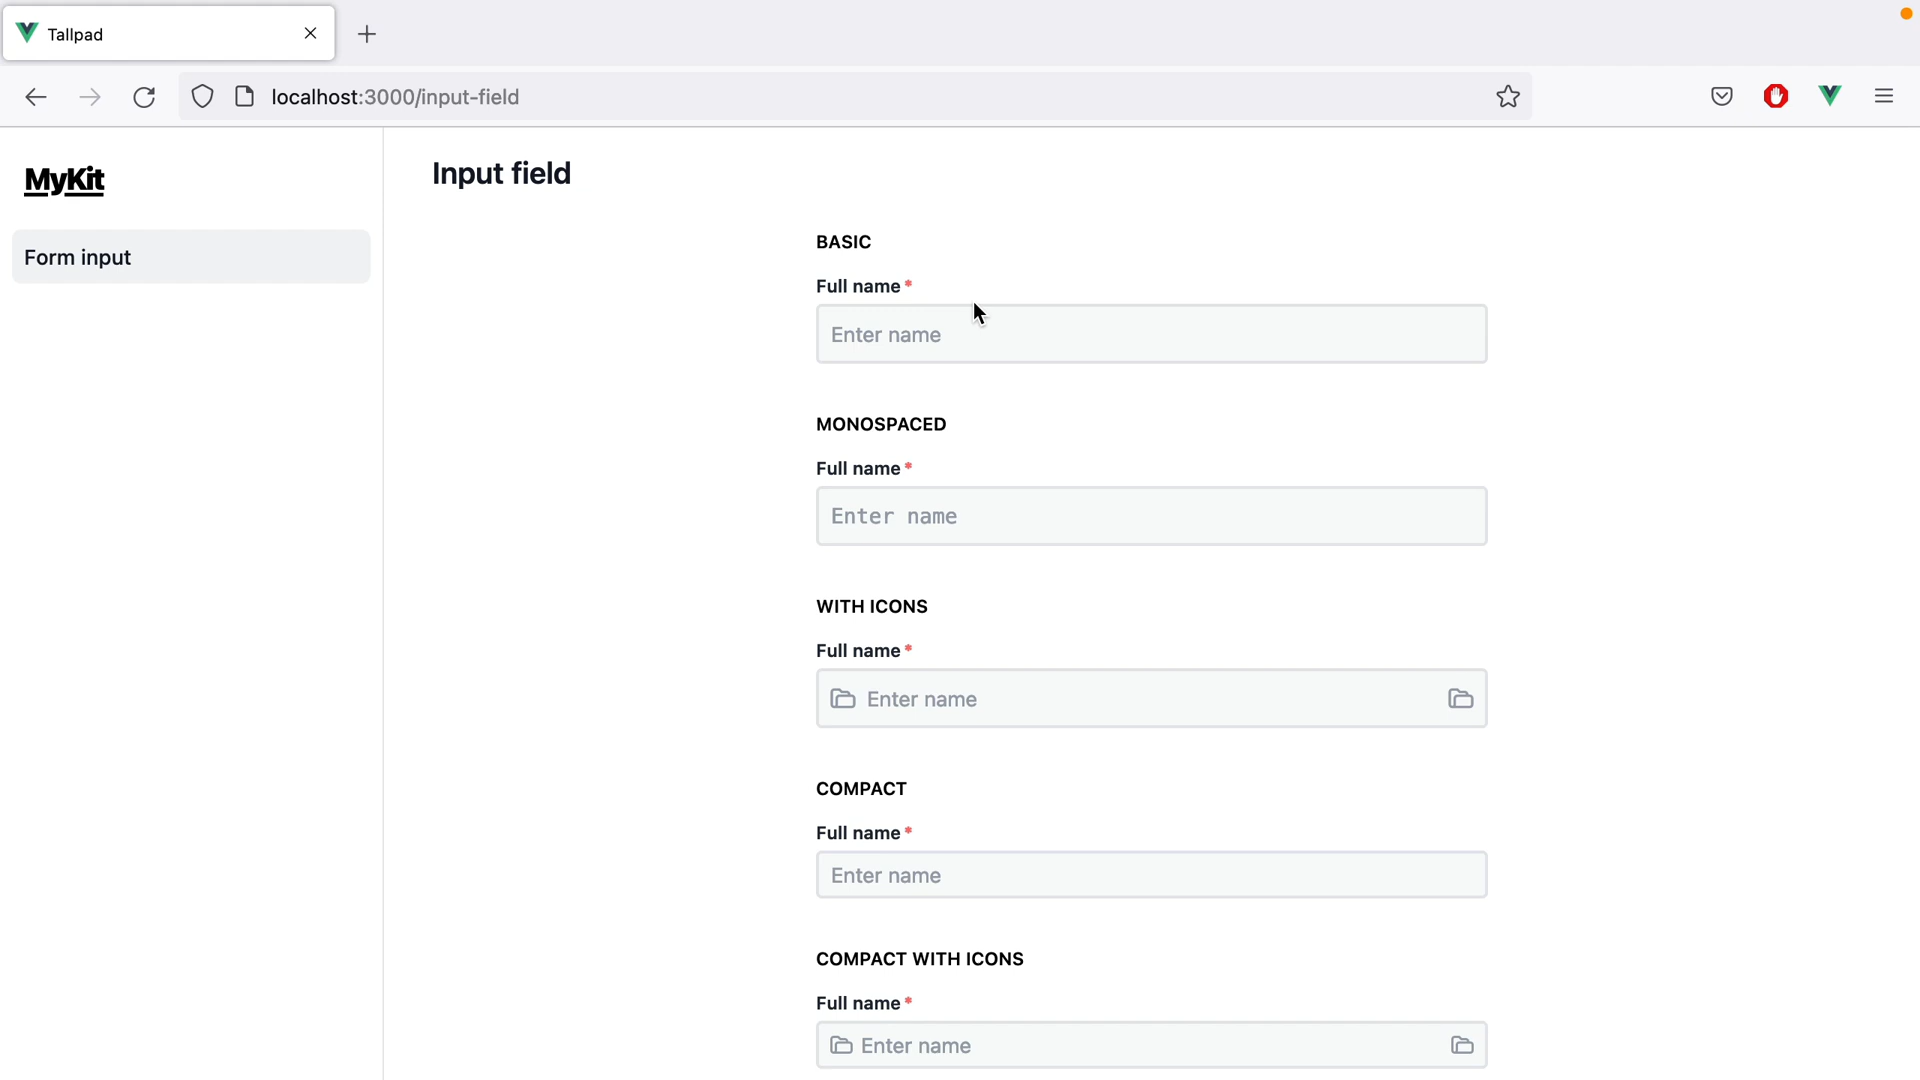 Tallpad
localhost:3000/input-field
MyKit
Form input
Input field
BASIC
Full name *
Enter name
MONOSPACED
Full name *
Enter name
WITH ICONS
Full name *
Enter name
COMPACT
Full name *
Enter name
COMPACT WITH ICONS
Full name *
Enter name